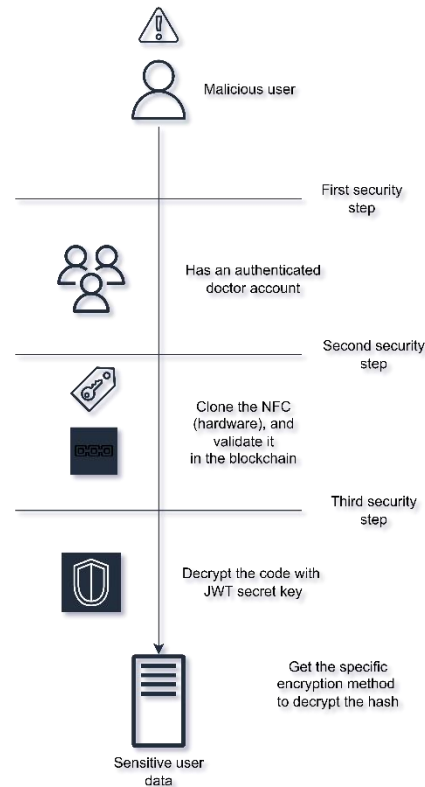 Malicious user
First security
step
Has an authenticated
doctor account
Second security
step
Clone the NFC
(hardware), and
validate it
in the blockchain
Third security
step
Decrypt the code with
JWT secret key
Get the specific
encryption method
to decrypt the hash
Sensitive user
data